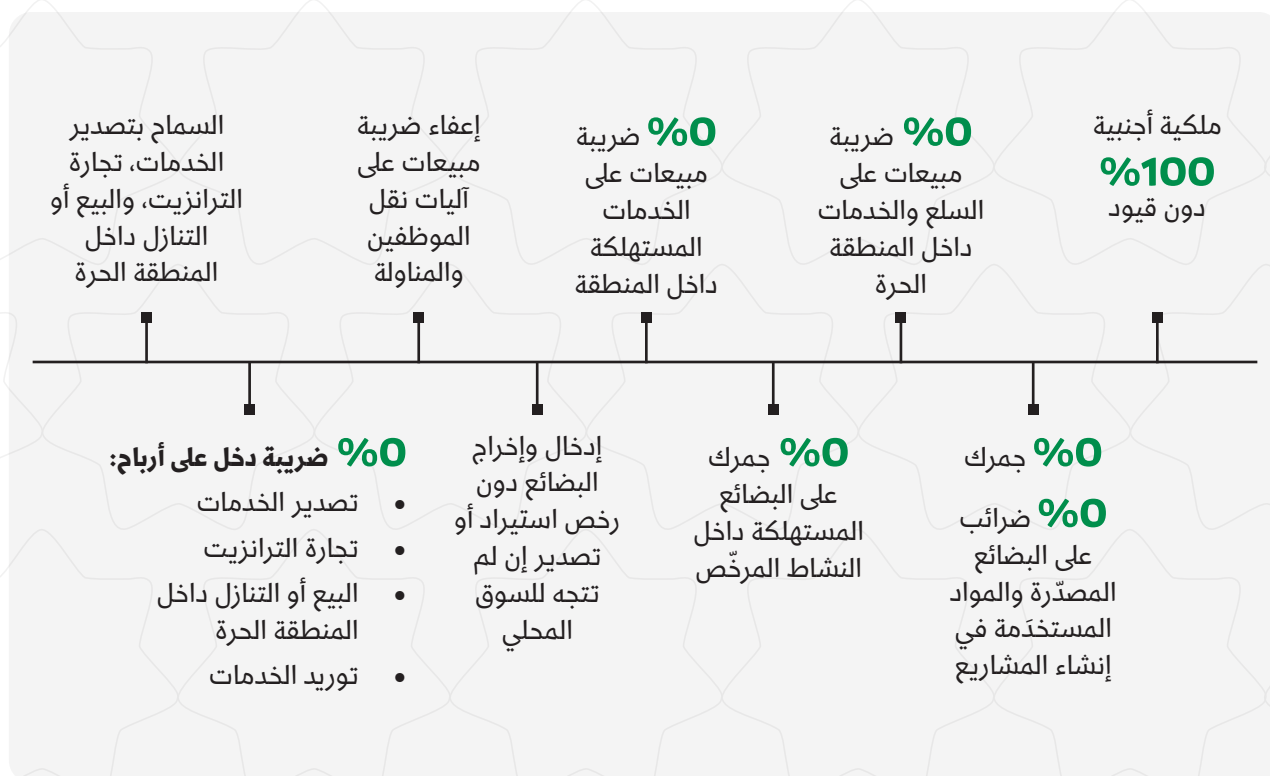 ملكية أجنبية
%100
دون قيود
%0 ضريبة
مبيعات على
السلع والخدمات
داخل المنطقة
الحرة
%0 ضريبة
مبيعات على
الخدمات
المستهلكة
داخل المنطقة
إعفاء ضريبة
مبيعات على
آليات نقل
الموظفين
والمناولة
السماح بتصدير
الخدمات، تجارة
الترانزيت، والبيع أو
التنازل داخل
المنطقة الحرة
%0 جمرك
%0 ضرائب
على البضائع
المصدّرة والمواد
المستخدَمة في
إنشاء المشاريع
%0 جمرك
على البضائع
المستهلكة داخل
النشاط المرخّص
إدخال وإخراج
البضائع دون
رخص استيراد أو
تصدير إن لم
تتجه للسوق
المحلي
%0 ضريبة دخل على أرباح:
• تصدير الخدمات
• تجارة الترانزيت
• البيع أو التنازل داخل
المنطقة الحرة
• توريد الخدمات